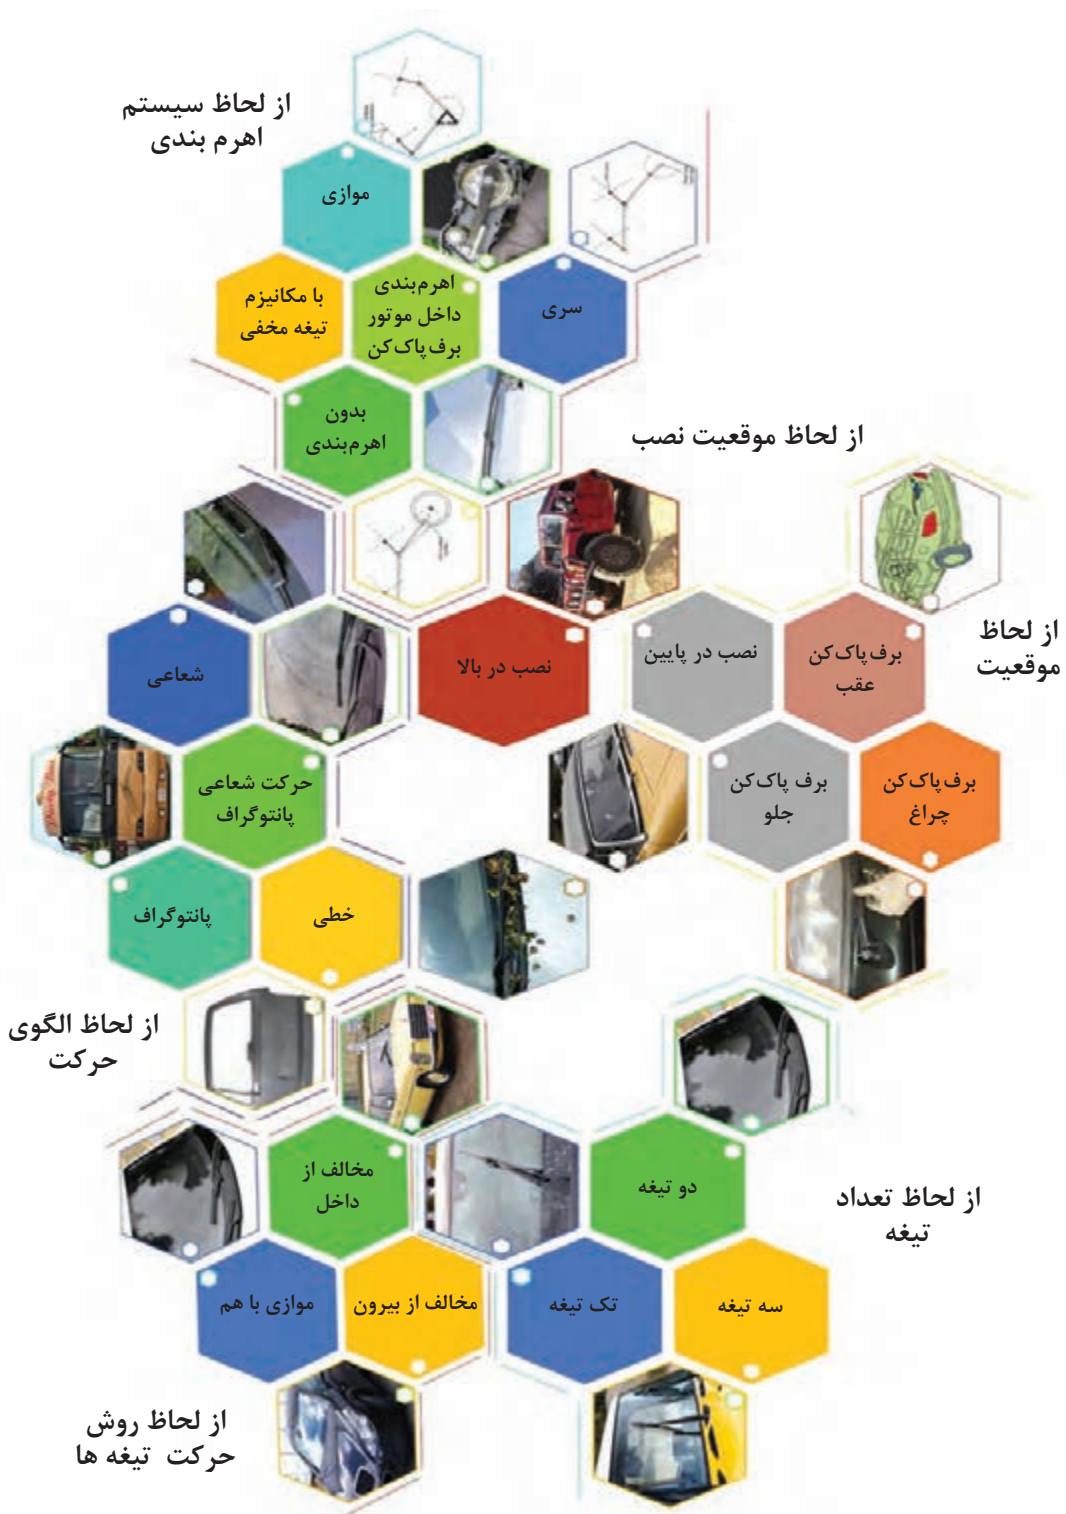 از لحاظ سیستم
اهرم بندی
موازی
با مکانیزم
تیغه مخفی
اهرم‌بندی
داخل موتور
برف پاک‌کن
سری
بدون
اهرم‌بندی
از لحاظ موقعیت نصب
نصب در بالا
نصب در پایین
از لحاظ
موقعیت
برف پاک‌کن
عقب
برف پاک‌کن
جلو
برف پاک‌کن
چراغ
شعاعی
حرکت شعاعی
پانتوگراف
پانتوگراف
خطی
از لحاظ الگوی
حرکت
مخالف از
داخل
موازی با هم
مخالف از بیرون
از لحاظ روش
حرکت تیغه ها
دو تیغه
تک تیغه
سه تیغه
از لحاظ تعداد
تیغه